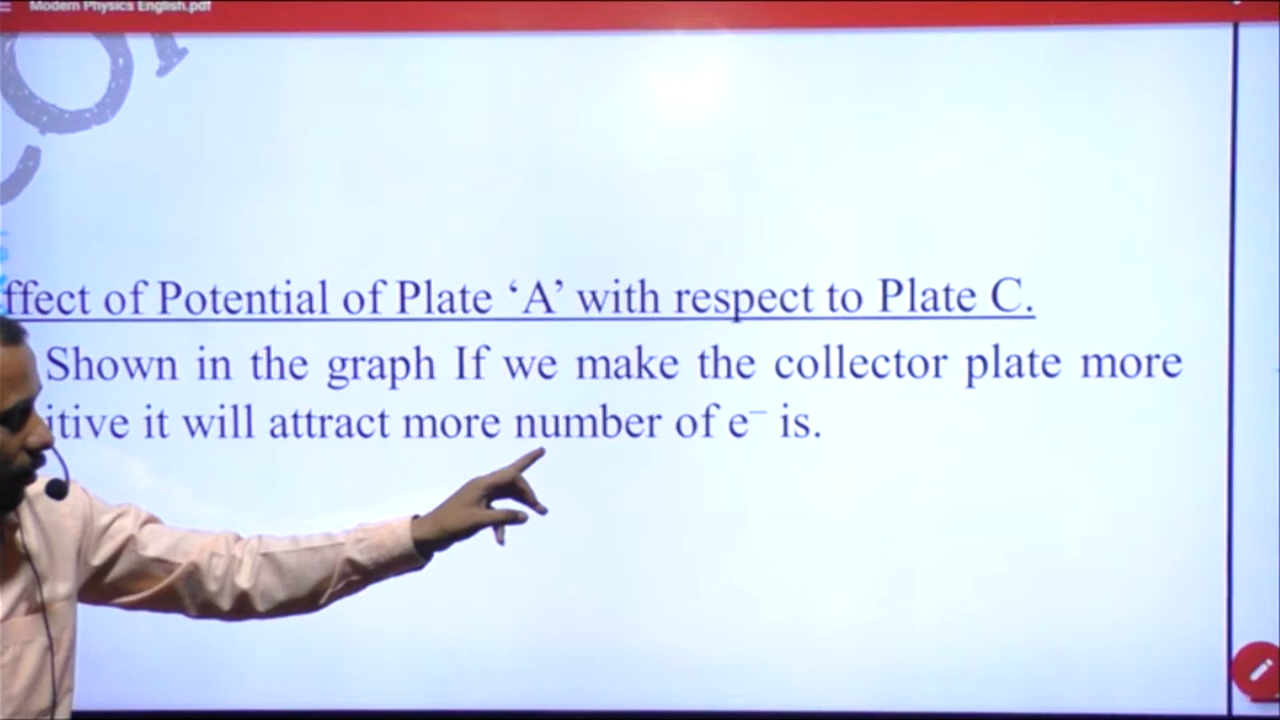 Modern Physics English.pdf
ffect of Potential of Plate ‘A’ with respect to Plate C.
Shown in the graph If we make the collector plate more
itive it will attract more number of e⁻ is.